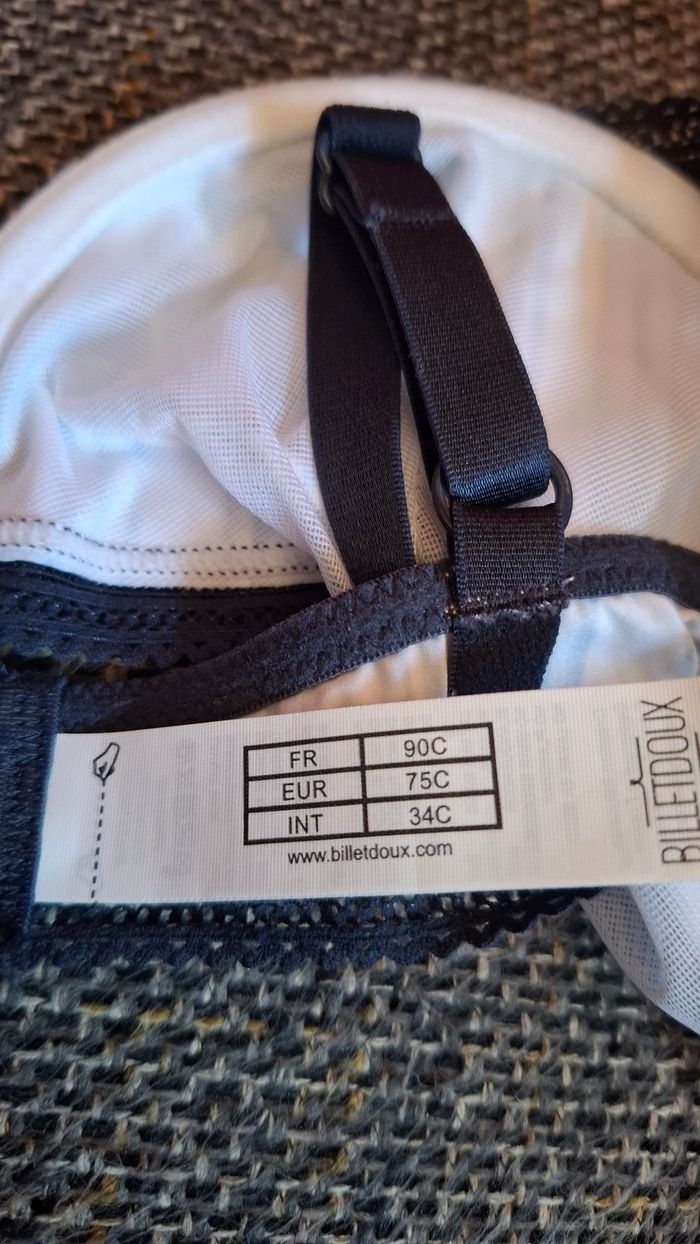 FR 90C
EUR 75C
INT 34C
www.billetdoux.com
BILLETDOUX